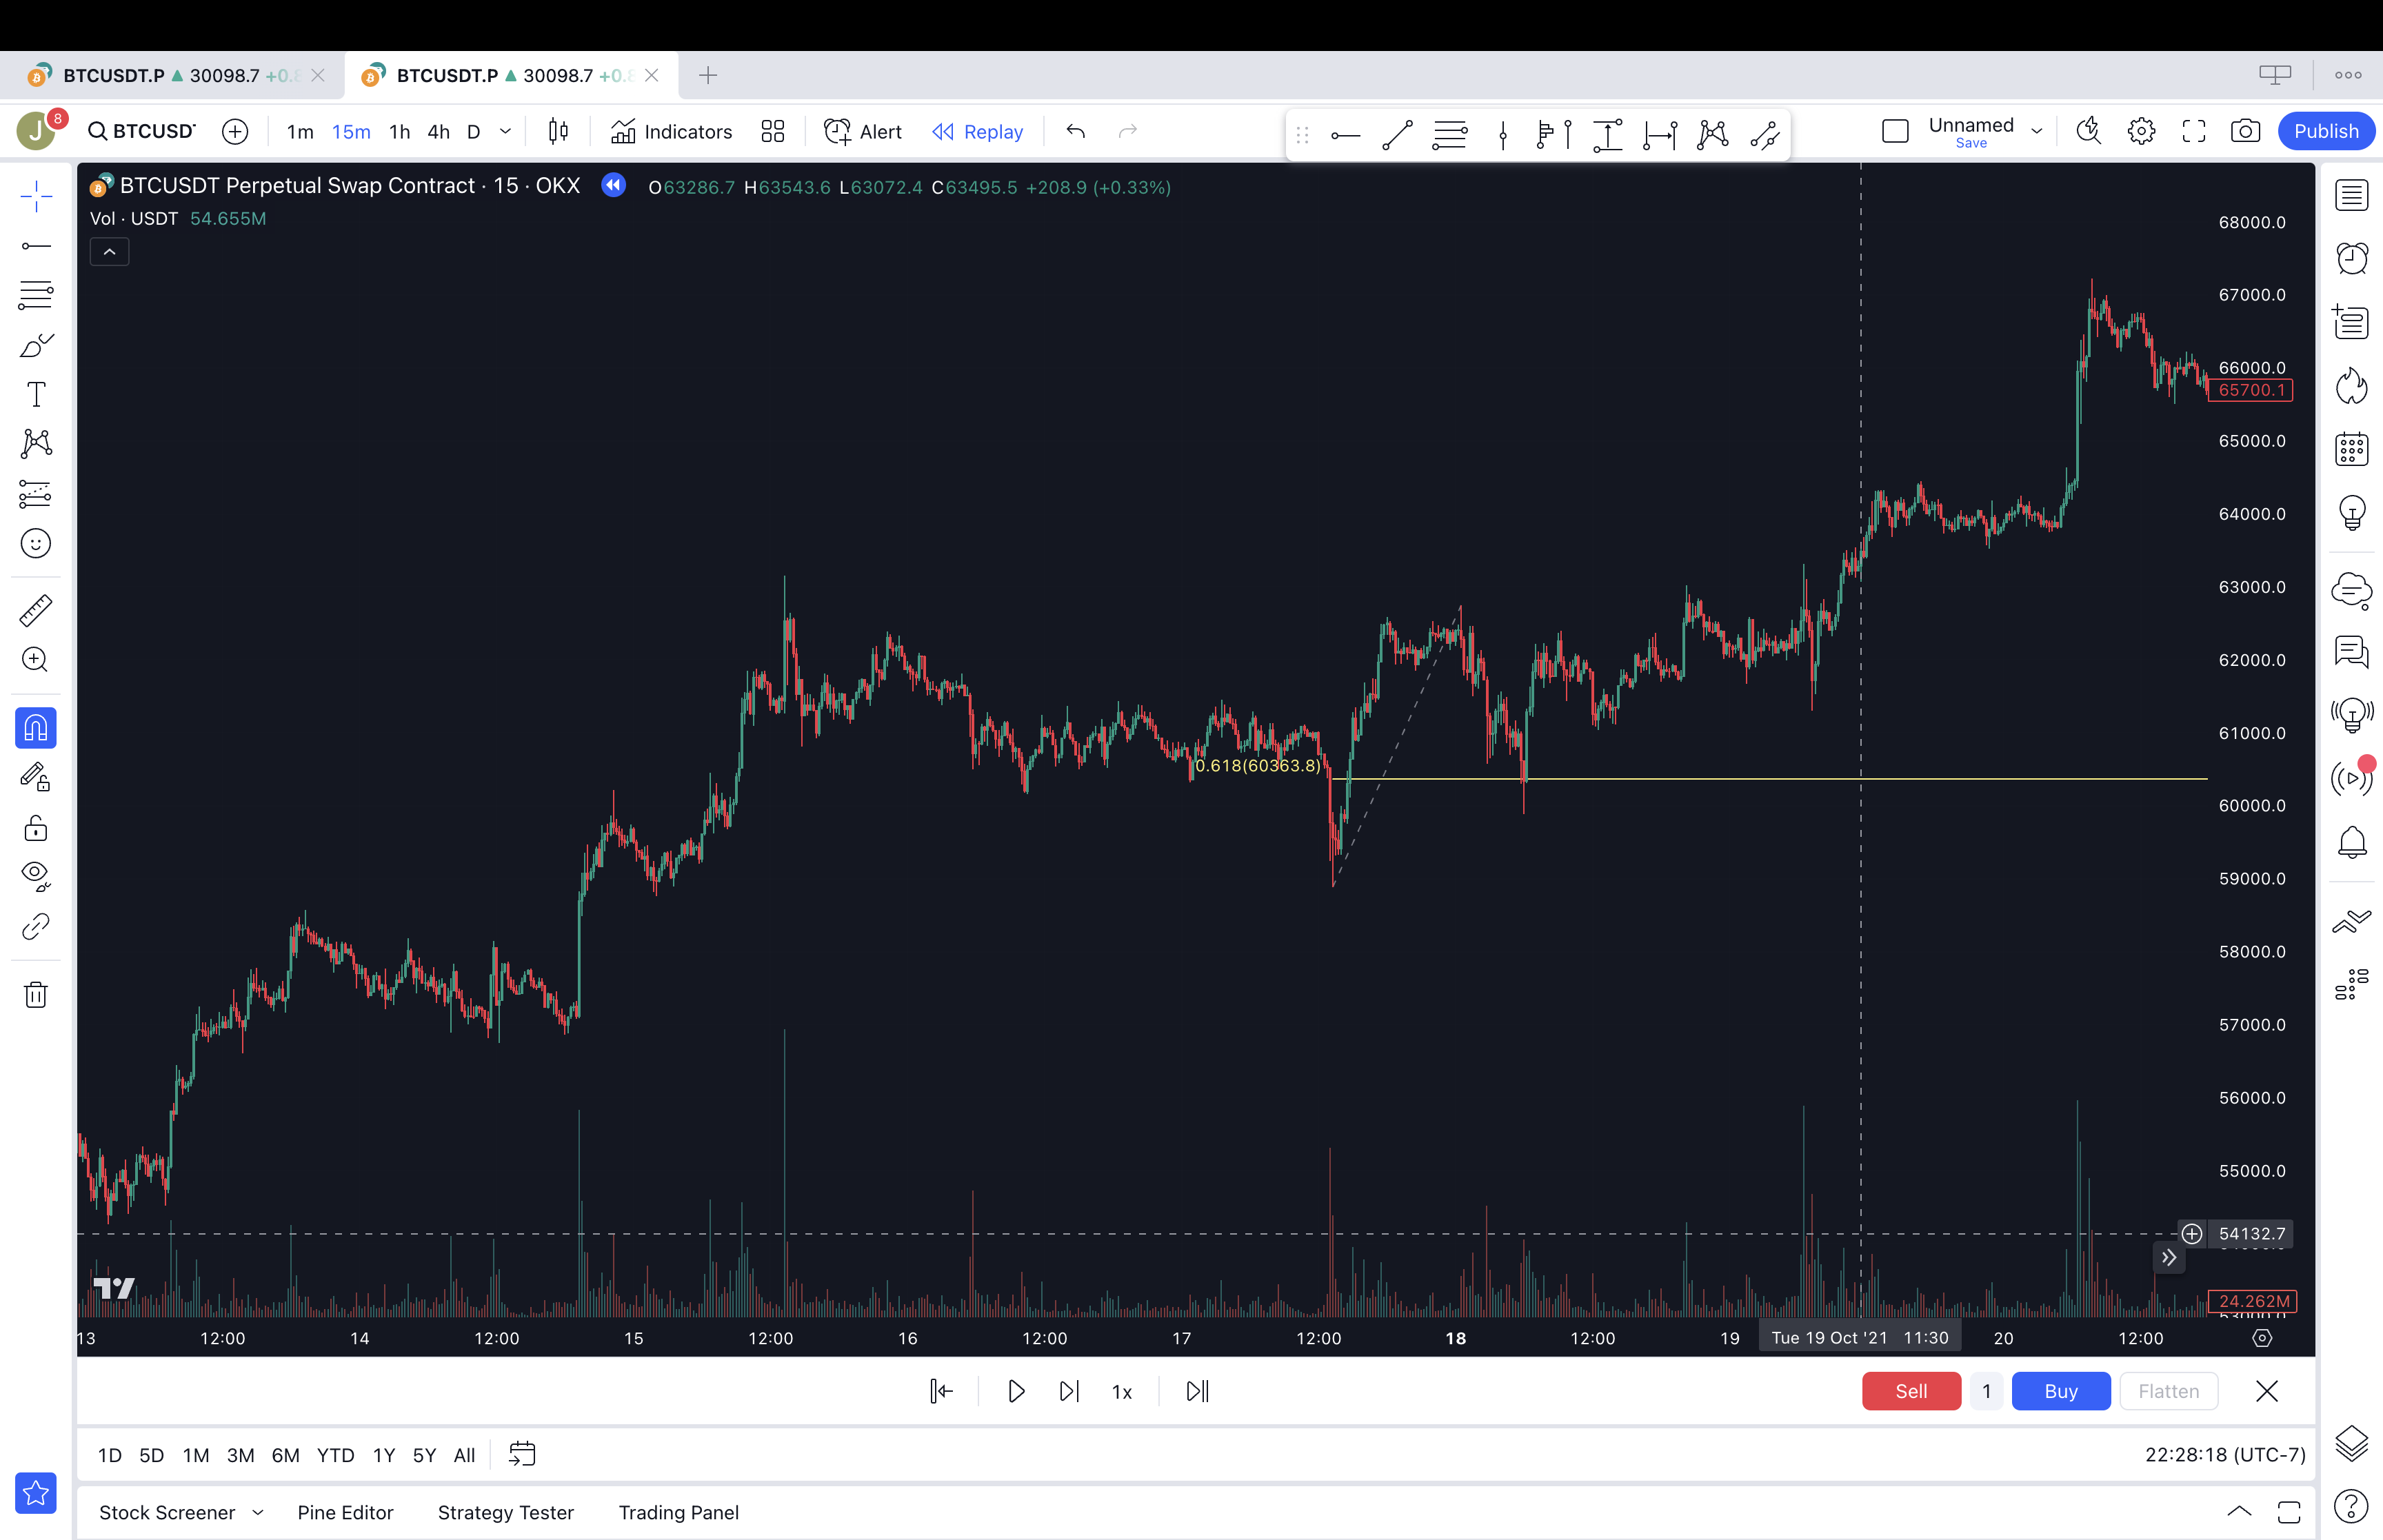 BTCUSDT.P 30098.7 +0.8 BTCUSDT.P 30098.7 +0.8
J 8 BTCUSDT 1m 15m 1h 4h D Indicators Alert Replay Unnamed Save Publish
BTCUSDT Perpetual Swap Contract · 15 · OKX O63286.7 H63543.6 L63072.4 C63495.5 +208.9 (+0.33%)
Vol · USDT 54.655M
68000.0
67000.0
66000.0
65700.1
65000.0
64000.0
63000.0
62000.0
61000.0
0.618(60363.8)
60000.0
59000.0
58000.0
57000.0
56000.0
55000.0
54132.7
24.262M
13 12:00 14 12:00 15 12:00 16 12:00 17 12:00 18 12:00 19 Tue 19 Oct '21 11:30 20 12:00
1x Sell 1 Buy Flatten
1D 5D 1M 3M 6M YTD 1Y 5Y All 22:28:18 (UTC-7)
Stock Screener Pine Editor Strategy Tester Trading Panel